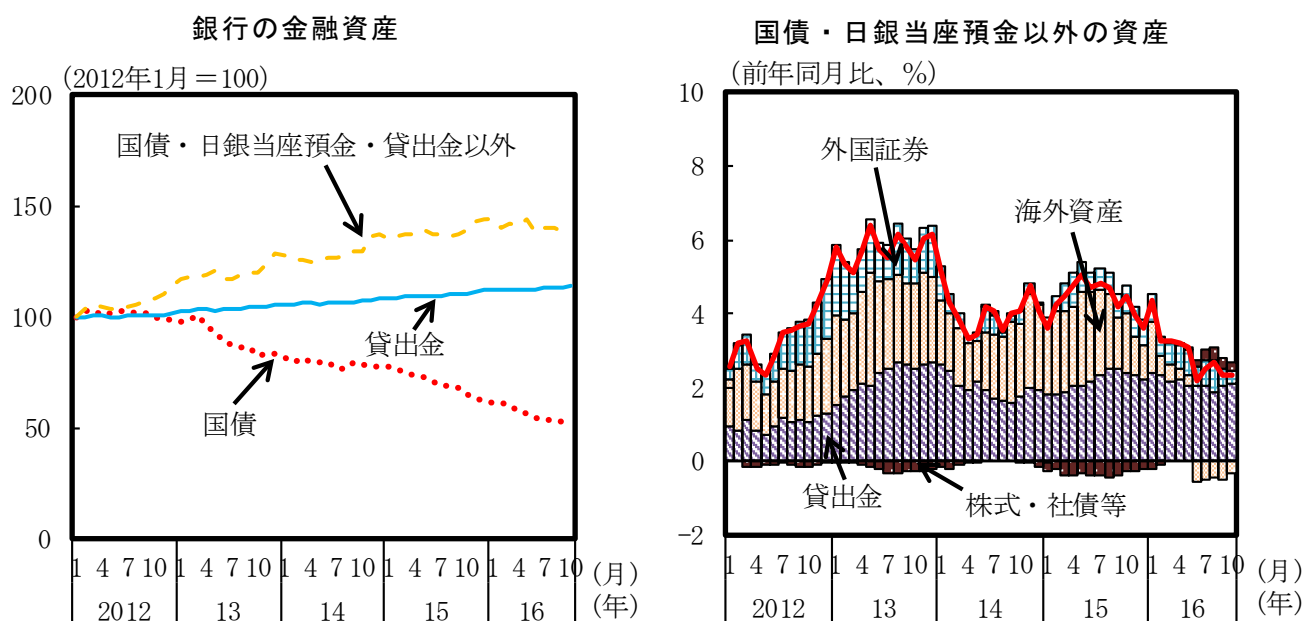 銀行の金融資産
（2012年1月＝100）
200
150
100
50
0
国債・日銀当座預金・貸出金以外
貸出金
国債
1 4 7 10 1 4 7 10 1 4 7 10 1 4 7 10 1 4 7 10
（月）
2012 13 14 15 16
（年）
国債・日銀当座預金以外の資産
（前年同月比、％）
10
8
6
4
2
0
−2
外国証券
海外資産
貸出金
株式・社債等
1 4 7 10 1 4 7 10 1 4 7 10 1 4 7 10 1 4 7 10
（月）
2012 13 14 15 16
（年）